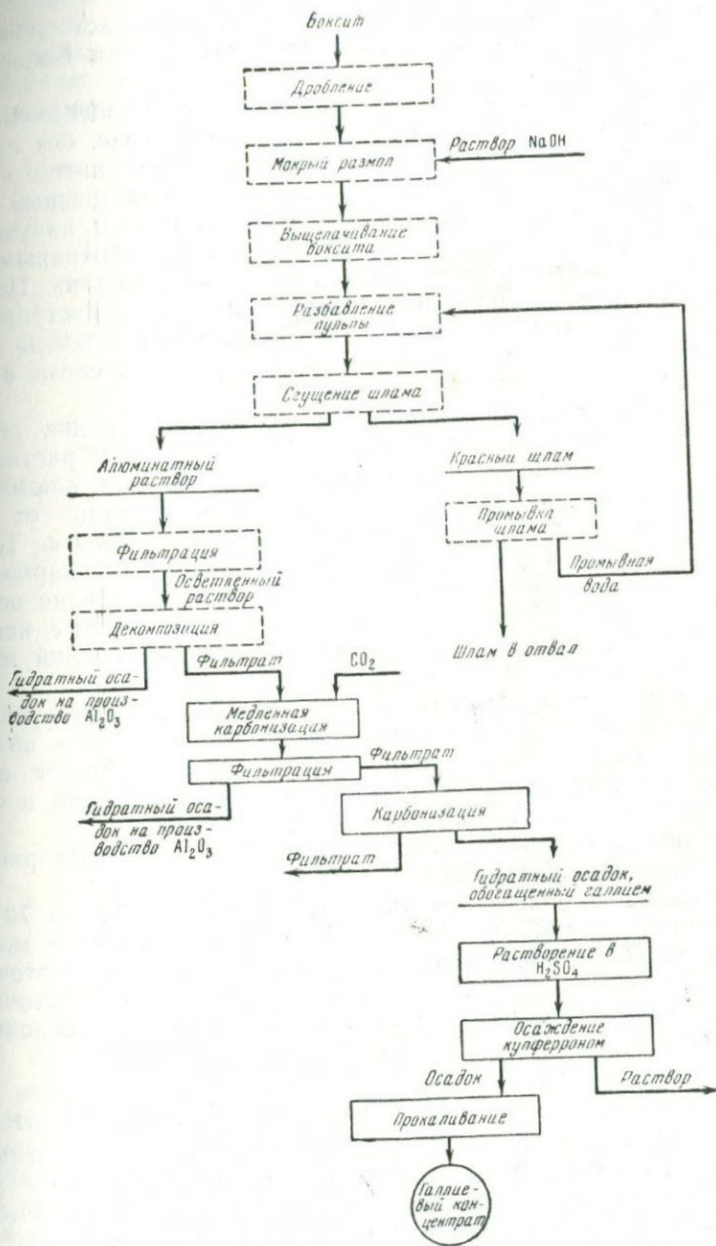 Боксит
Дробление
Мокрый размол
Раствор NaOH
Выщелачивание
боксита
Разбавление
пульпы
Сгущение шлама
Алюминатный
раствор
Красный шлам
Промывка
шлама
Фильтрация
Осветленный
раствор
Промывная
вода
Декомпозиция
Шлам в отвал
Гидратный оса-
док на произ-
водство Al₂O₃
Фильтрат
CO₂
Медленная
карбонизация
Фильтрация
Фильтрат
Гидратный оса-
док на произ-
водство Al₂O₃
Карбонизация
Фильтрат
Гидратный осадок,
обогащенный галлием
Растворение в
H₂SO₄
Осаждение
купферроном
Осадок
Раствор
Прокаливание
Галлие-
вый кон-
центрат